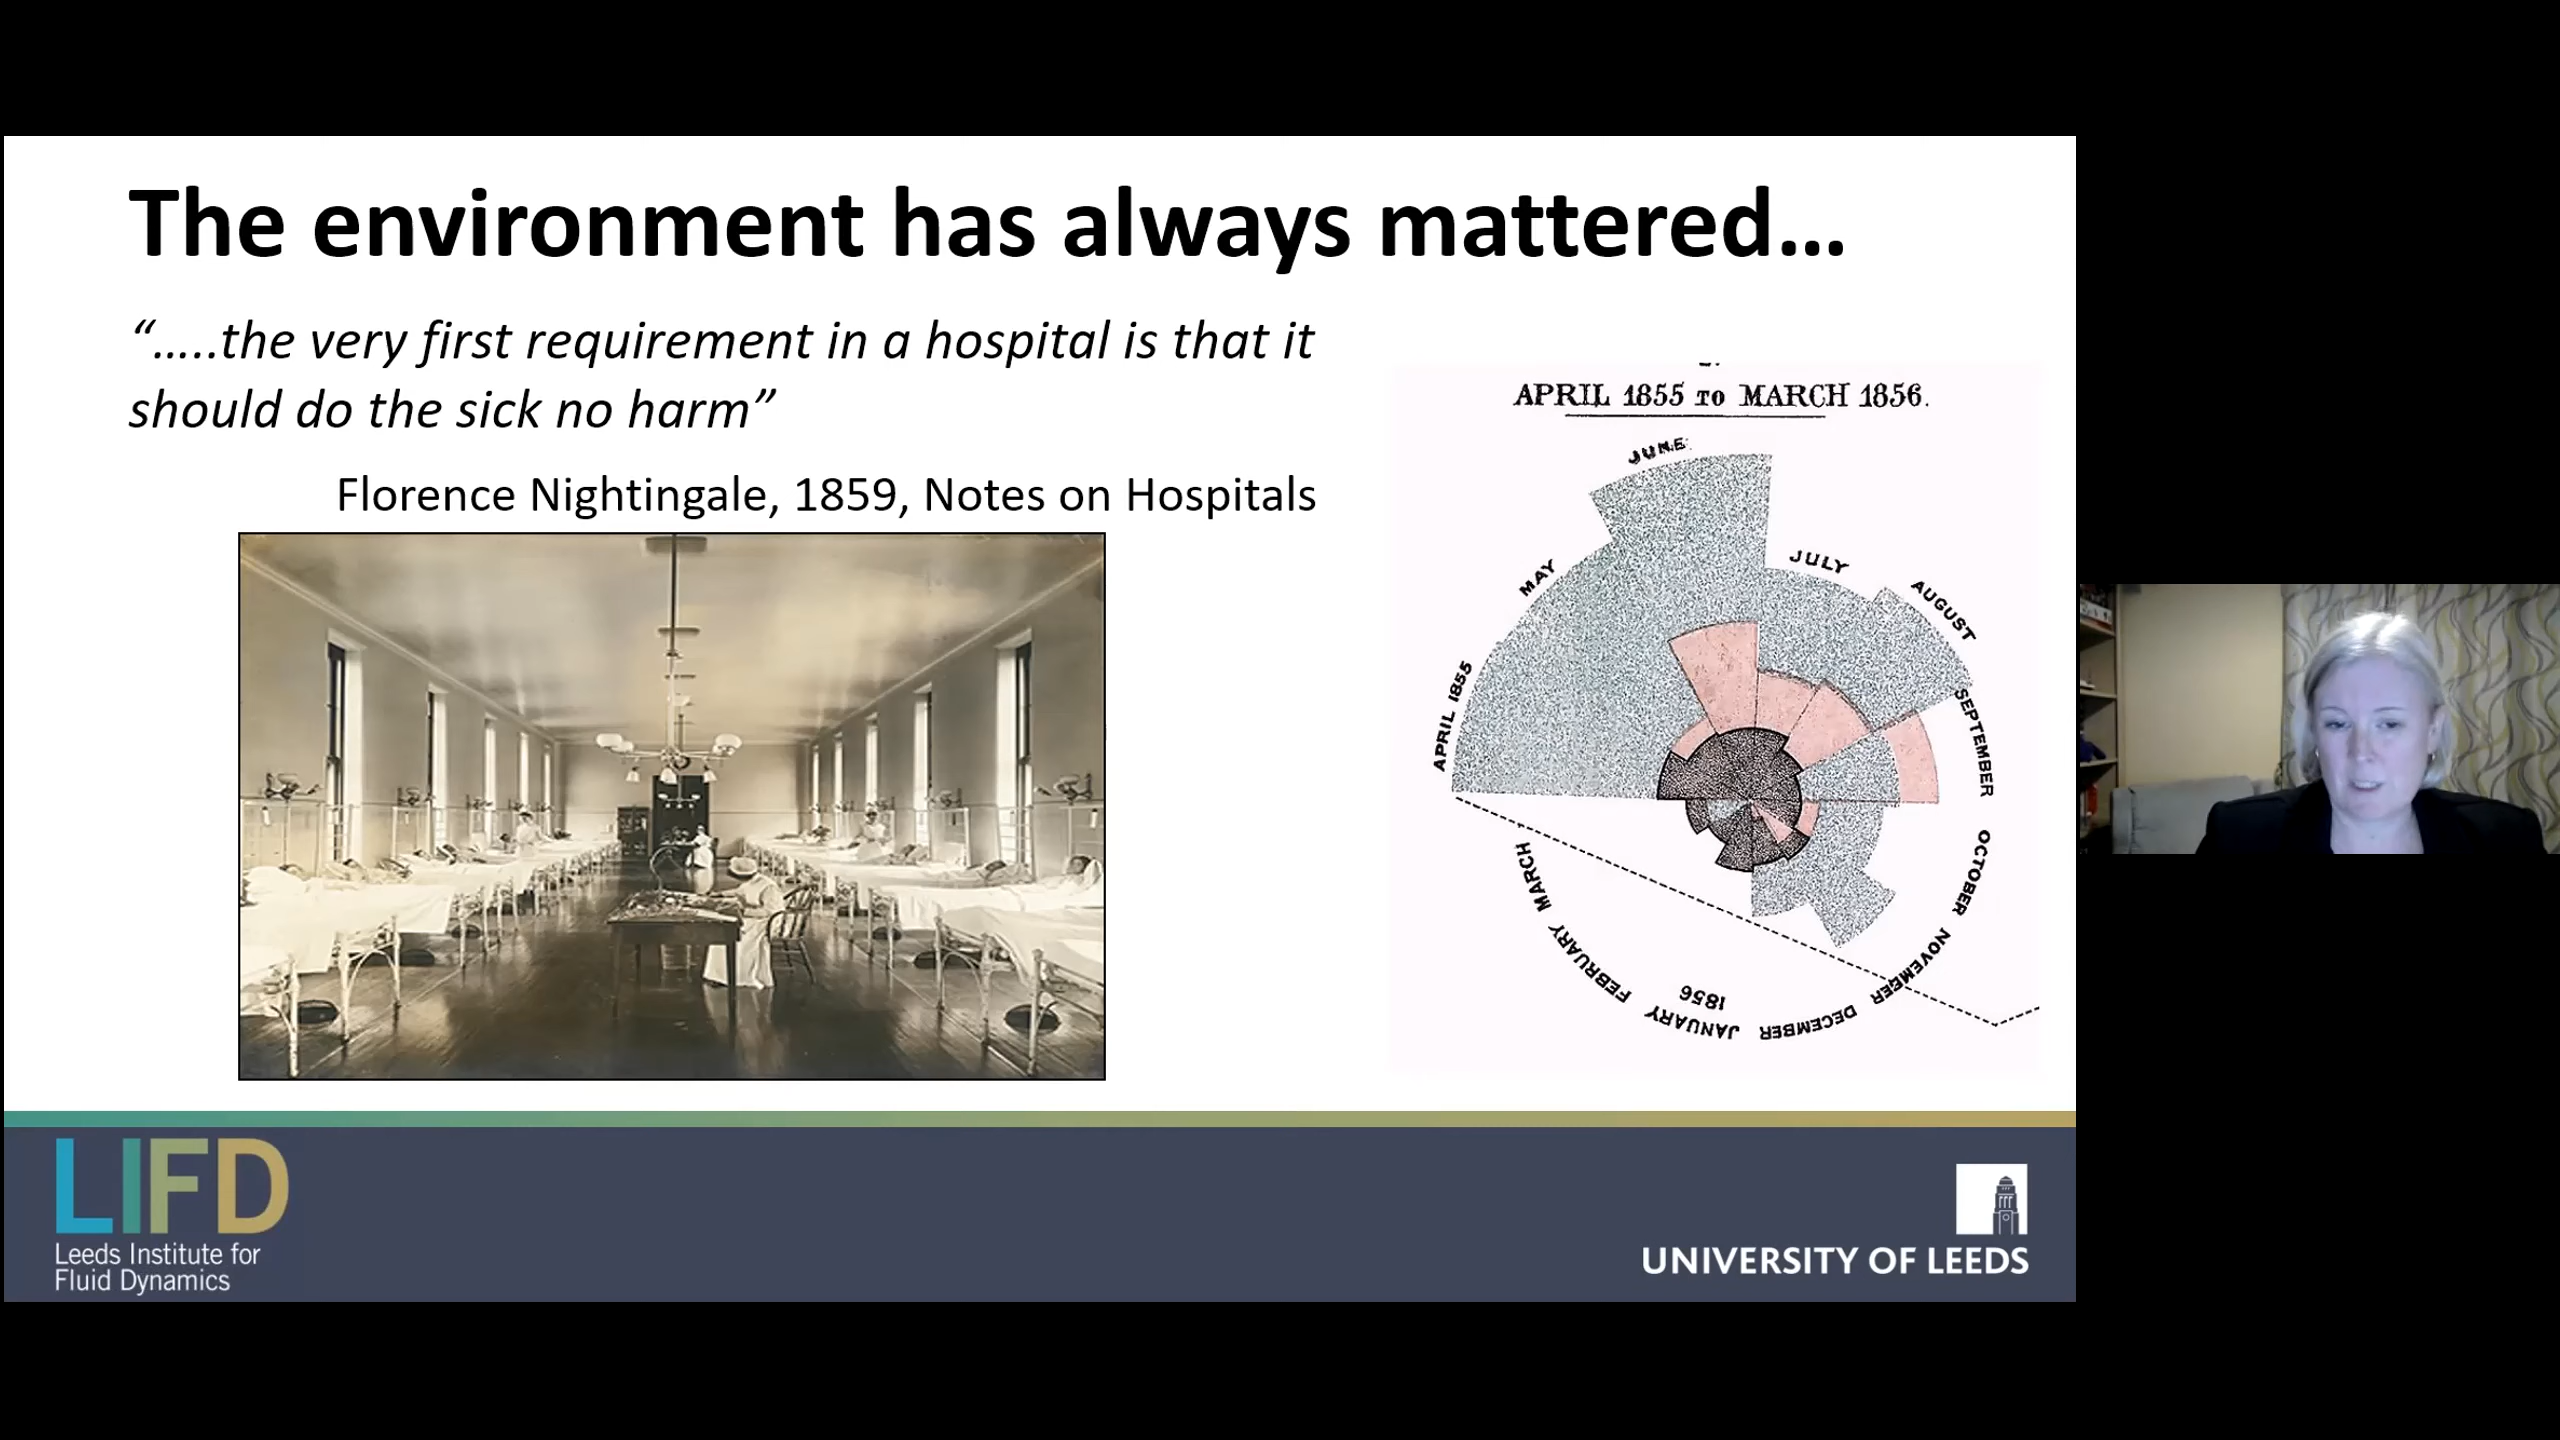 The environment has always mattered...
“.....the very first requirement in a hospital is that it
should do the sick no harm”
Florence Nightingale, 1859, Notes on Hospitals
APRIL 1855 TO MARCH 1856.
APRIL 1855
MAY
JUNE
JULY
AUGUST
SEPTEMBER
OCTOBER
NOVEMBER
DECEMBER
JANUARY
1856
FEBRUARY
MARCH
LIFD
Leeds Institute for
Fluid Dynamics
UNIVERSITY OF LEEDS